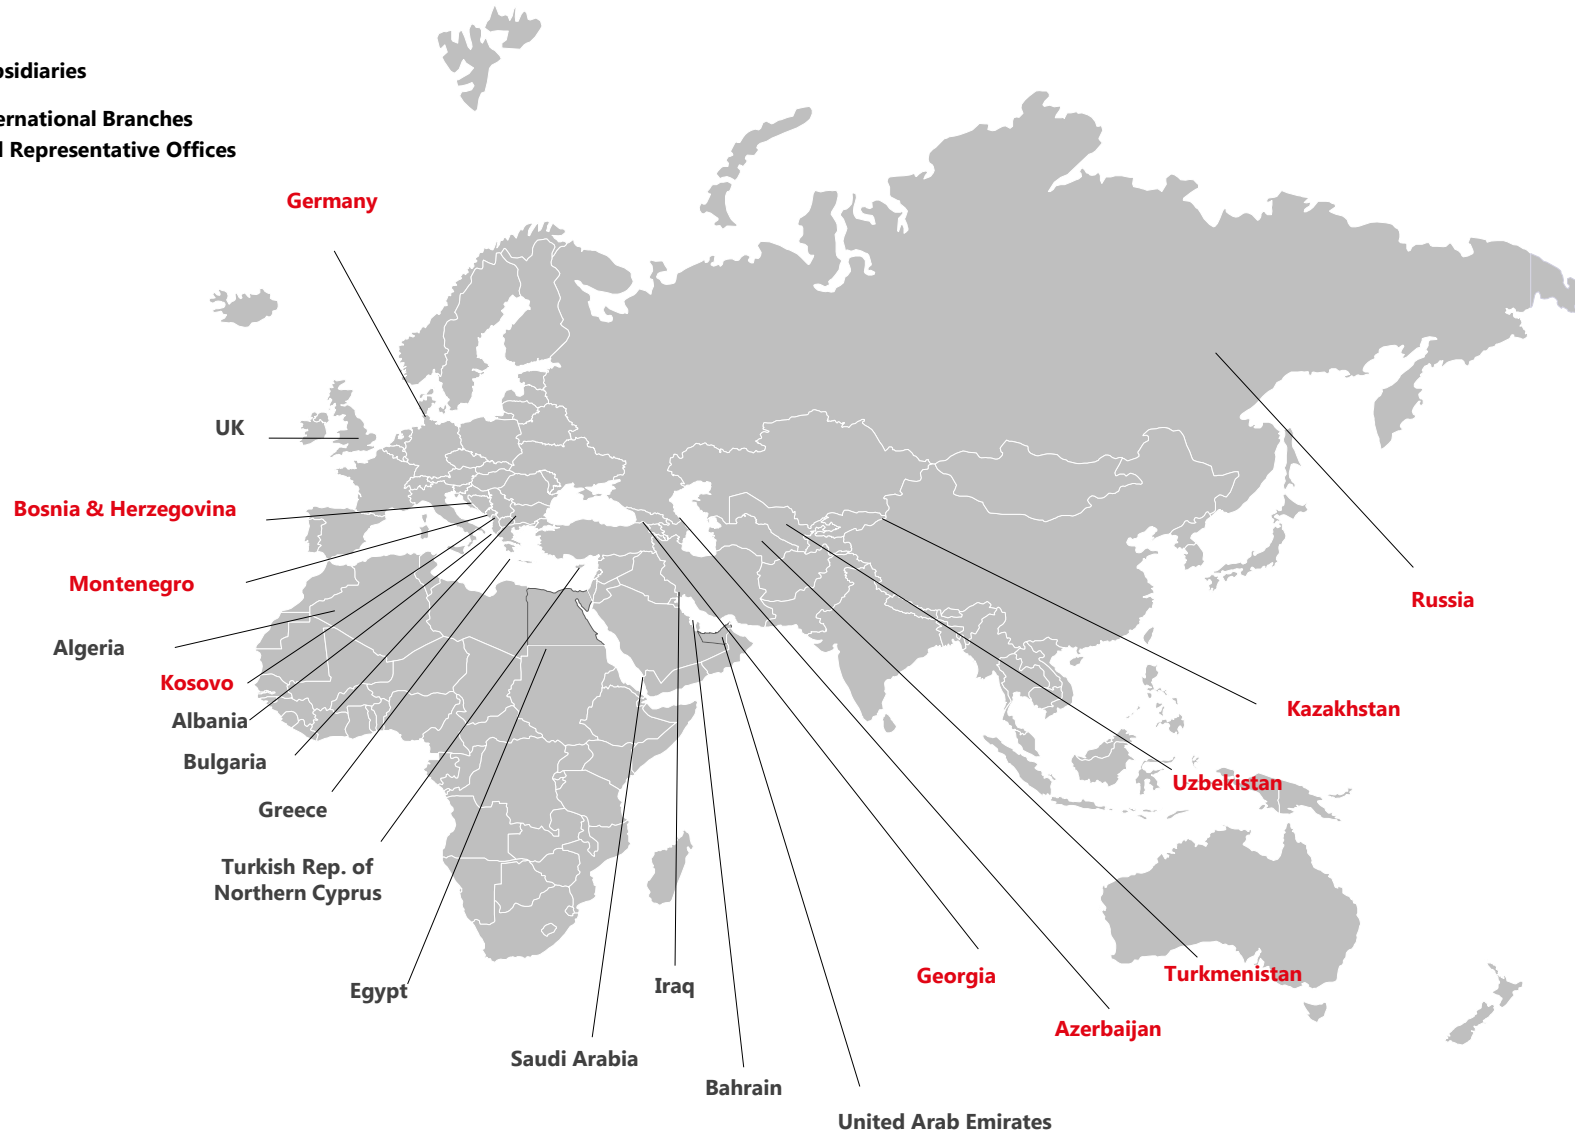 sidiaries
ernational Branches
Representative Offices
Germany
UK
Bosnia & Herzegovina
Montenegro
Russia
Algeria
Kosovo
Albania
Kazakhstan
Bulgaria
Uzbekistan
Greece
Turkish Rep. of
Northern Cyprus
Egypt
Iraq
Georgia
Turkmenistan
Azerbaijan
Saudi Arabia
Bahrain
United Arab Emirates